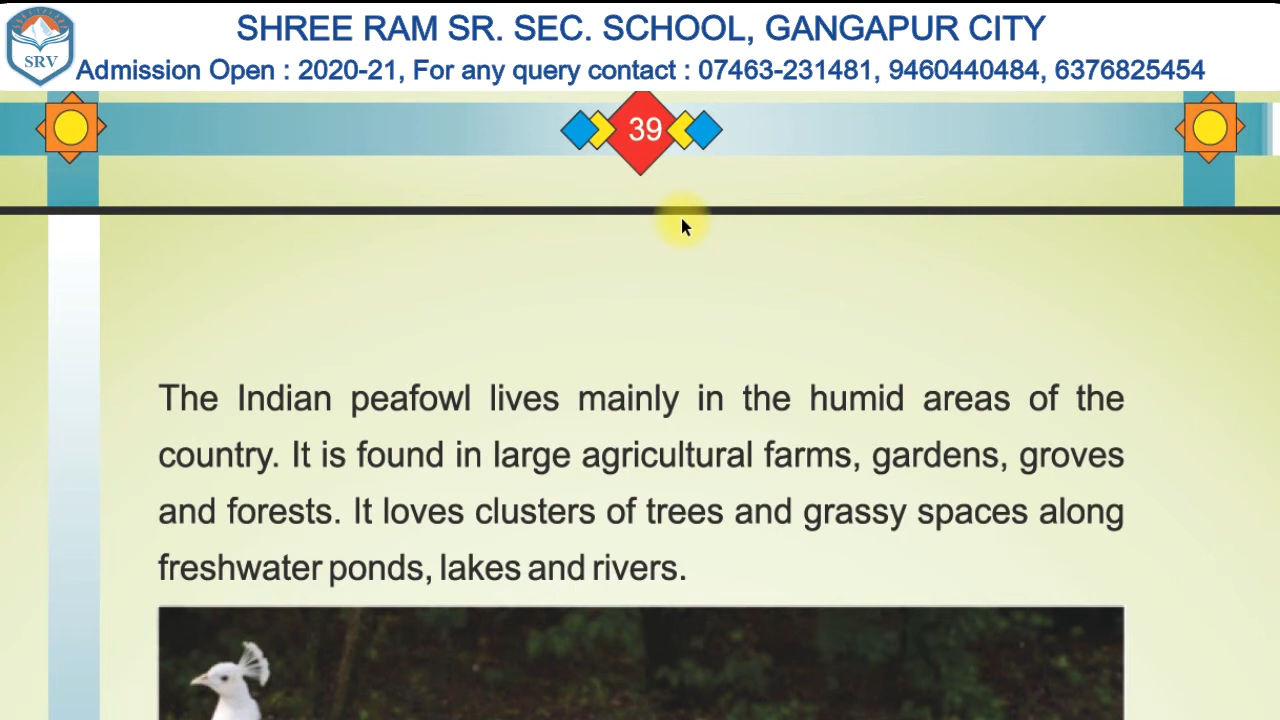 SHREE RAM SR. SEC. SCHOOL, GANGAPUR CITY
SRV
Admission Open : 2020-21, For any query contact : 07463-231481, 9460440484, 6376825454
39
The Indian peafowl lives mainly in the humid areas of the
country. It is found in large agricultural farms, gardens, groves
and forests. It loves clusters of trees and grassy spaces along
freshwater ponds, lakes and rivers.